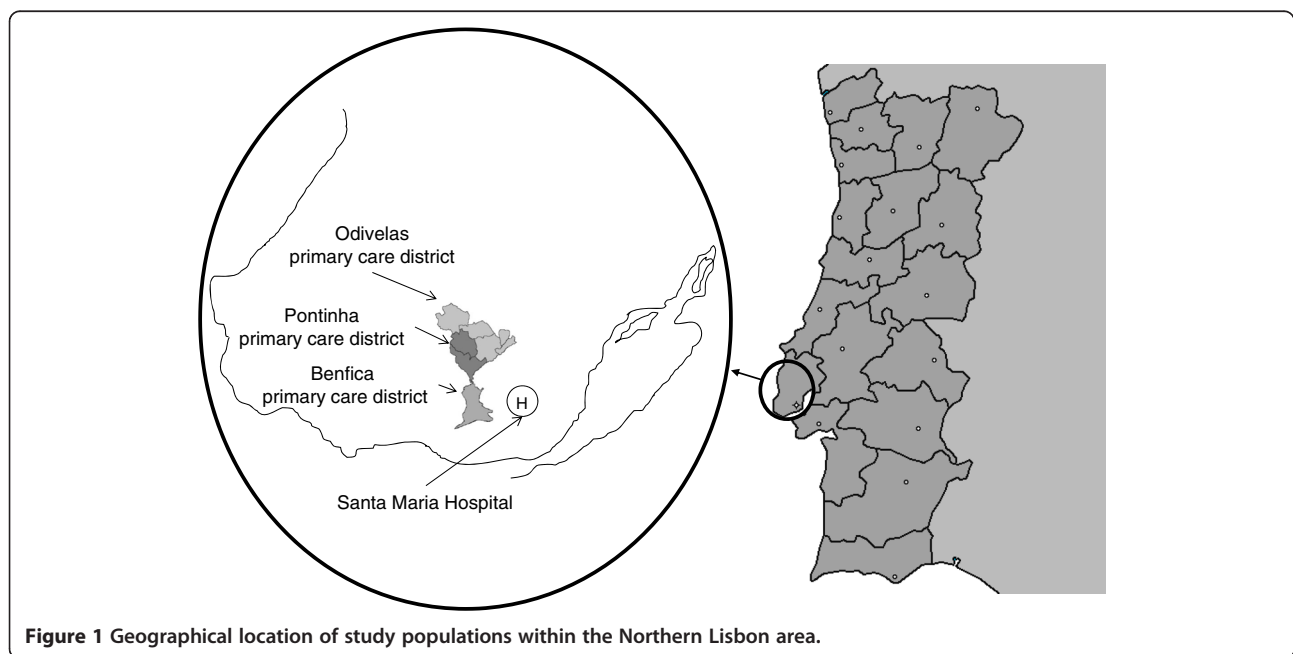 Odivelas
primary care district
Pontinha
primary care district
Benfica
primary care district
H
Santa Maria Hospital
Figure 1 Geographical location of study populations within the Northern Lisbon area.